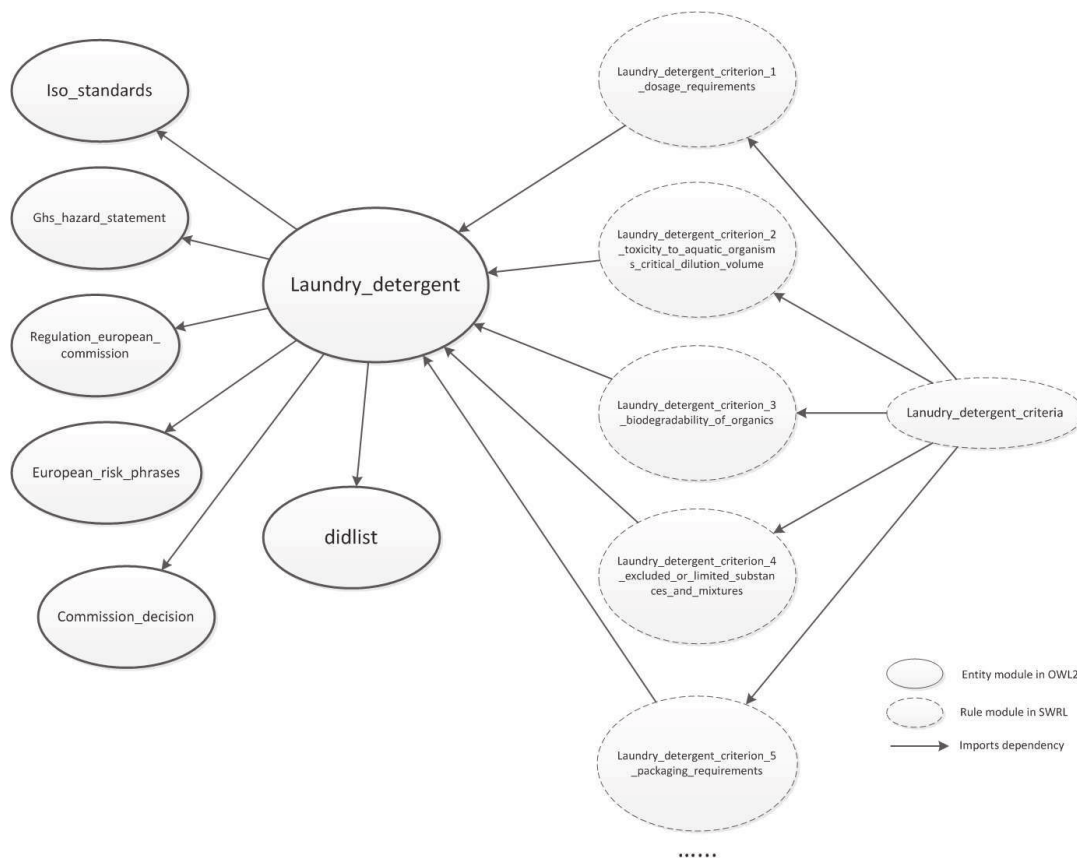 Iso_standards
Ghs_hazard_statement
Regulation_european_
commission
European_risk_phrases
Commission_decision
Laundry_detergent
didlist
Laundry_detergent_criterion_1
_dosage_requirements
Laundry_detergent_criterion_2
_toxicity_to_aquatic_organism
s_critical_dilution_volume
Laundry_detergent_criterion_3
_biodegradability_of_organics
Laundry_detergent_criterion_4
_excluded_or_limited_substan
ces_and_mixtures
Laundry_detergent_criterion_5
_packaging_requirements
......
Lanudry_detergent_criteria
Entity module in OWL2
Rule module in SWRL
Imports dependency